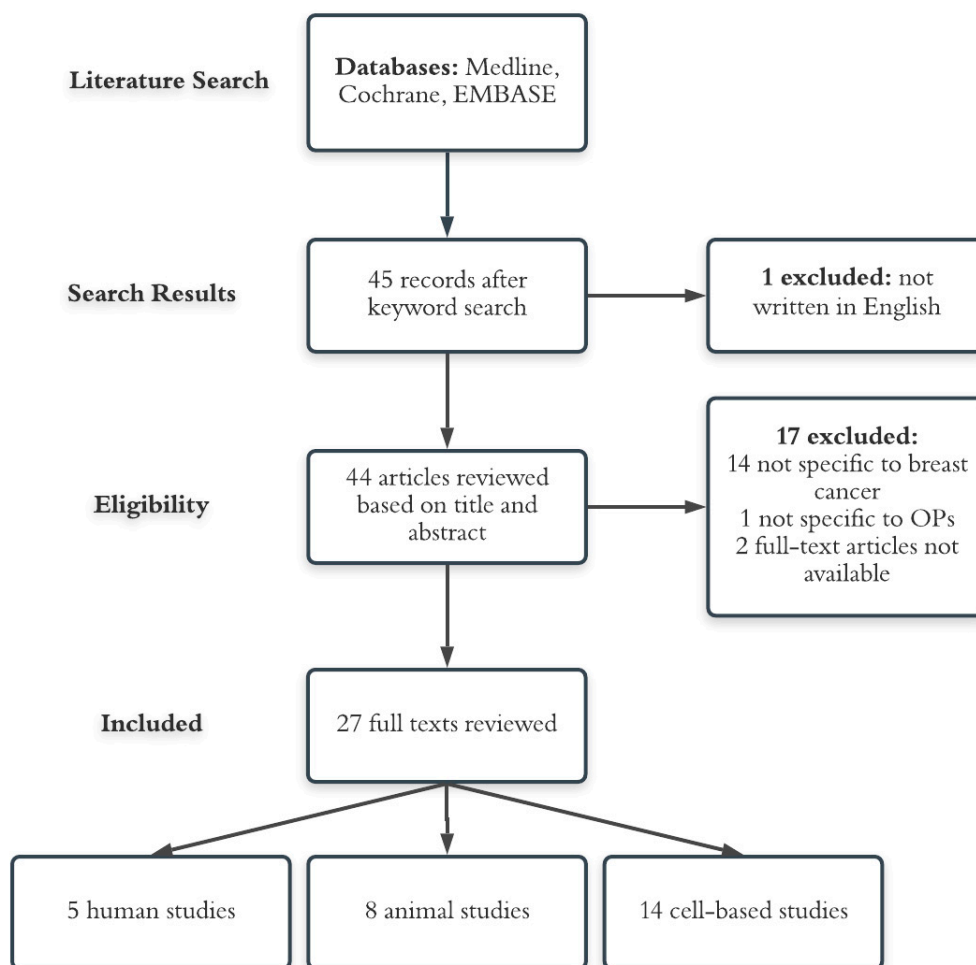 Literature Search
Databases: Medline,
Cochrane, EMBASE
Search Results
45 records after
keyword search
1 excluded: not
written in English
Eligibility
44 articles reviewed
based on title and
abstract
17 excluded:
14 not specific to breast
cancer
1 not specific to OPs
2 full-text articles not
available
Included
27 full texts reviewed
5 human studies
8 animal studies
14 cell-based studies